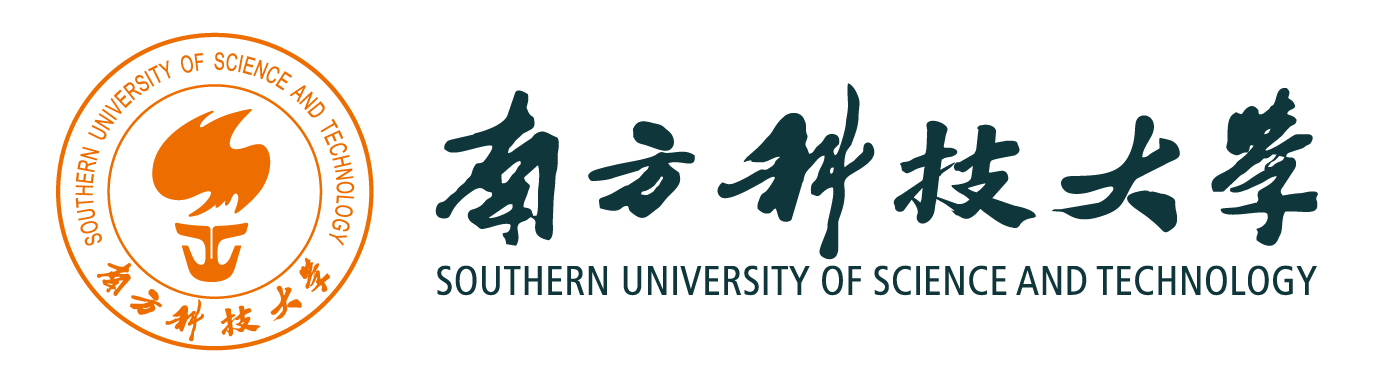 SOUTHERN UNIVERSITY OF SCIENCE AND TECHNOLOGY
南方科技大学
南方科技大学
SOUTHERN UNIVERSITY OF SCIENCE AND TECHNOLOGY